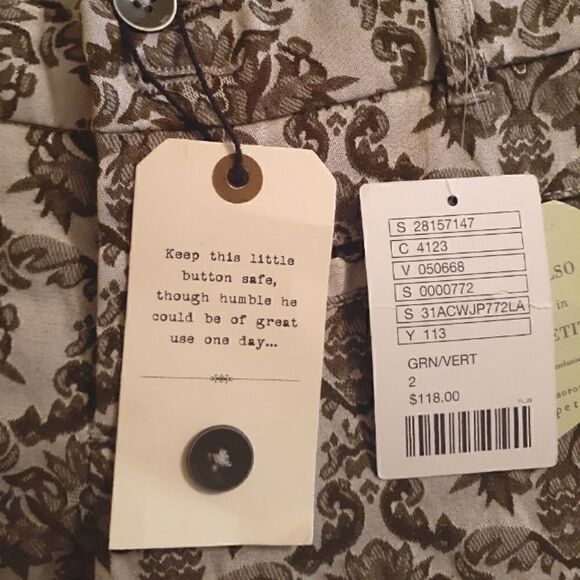 Keep this little
button safe,
though humble he
could be of great
use one day...
S 28157147
C 4123
V 050668
S 0000772
S 31ACWJP772LA
Y 113
GRN/VERT
2
$118.00
in